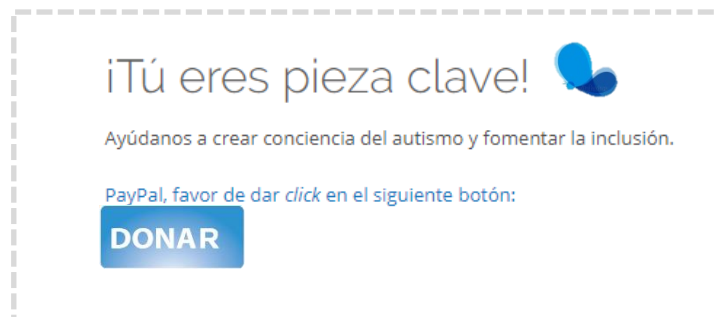 ¡Tú eres pieza clave!
Ayúdanos a crear conciencia del autismo y fomentar la inclusión.
PayPal, favor de dar click en el siguiente botón:
DONAR